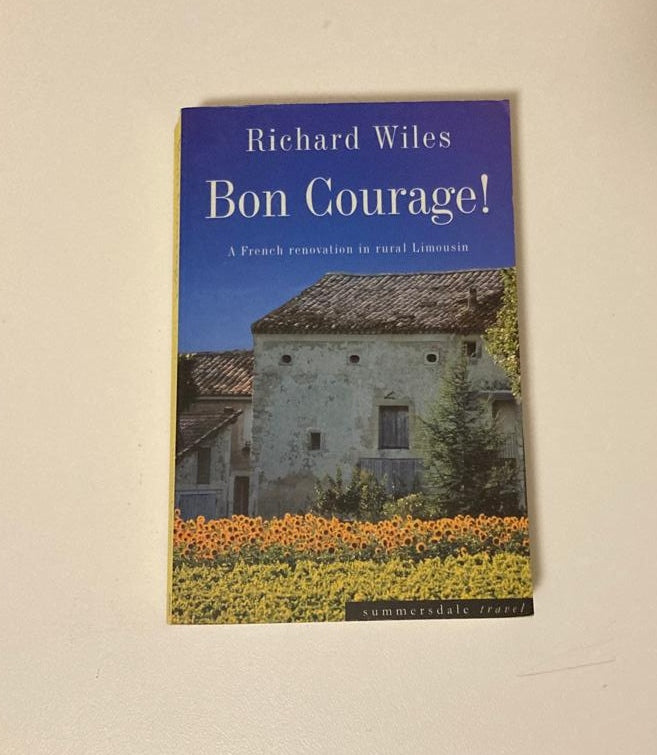 Richard Wiles
Bon Courage!
A French renovation in rural Limousin
summersdale travel